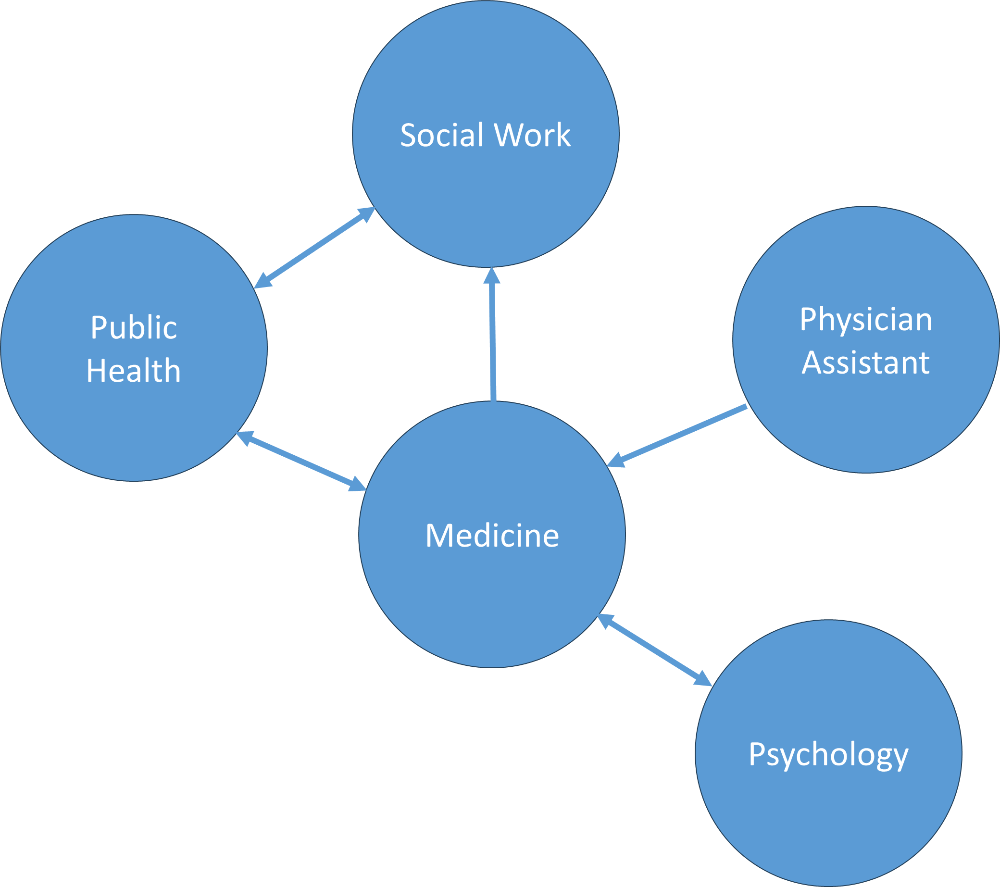 Social Work
Public
Health
Physician
Assistant
Medicine
Psychology